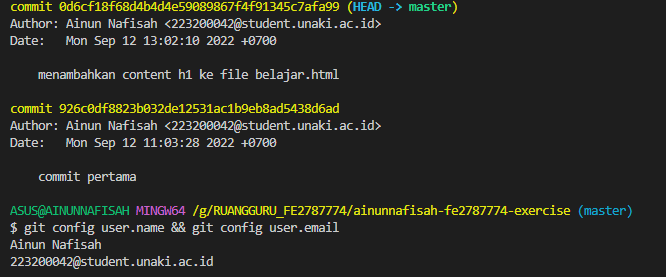 commit 0d6cf18f68d4b4d4e59089867f4f91345c7afa99 (HEAD -> master)
Author: Ainun Nafisah <223200042@student.unaki.ac.id>
Date:   Mon Sep 12 13:02:10 2022 +0700
    menambahkan content h1 ke file belajar.html
commit 926c0df8823b032de12531ac1b9eb8ad5438d6ad
Author: Ainun Nafisah <223200042@student.unaki.ac.id>
Date:   Mon Sep 12 11:03:28 2022 +0700
    commit pertama
ASUS@AINUNNAFISAH MINGW64 /g/RUANGGURU_FE2787774/ainunnafisah-fe2787774-exercise (master)
$ git config user.name && git config user.email
Ainun Nafisah
223200042@student.unaki.ac.id